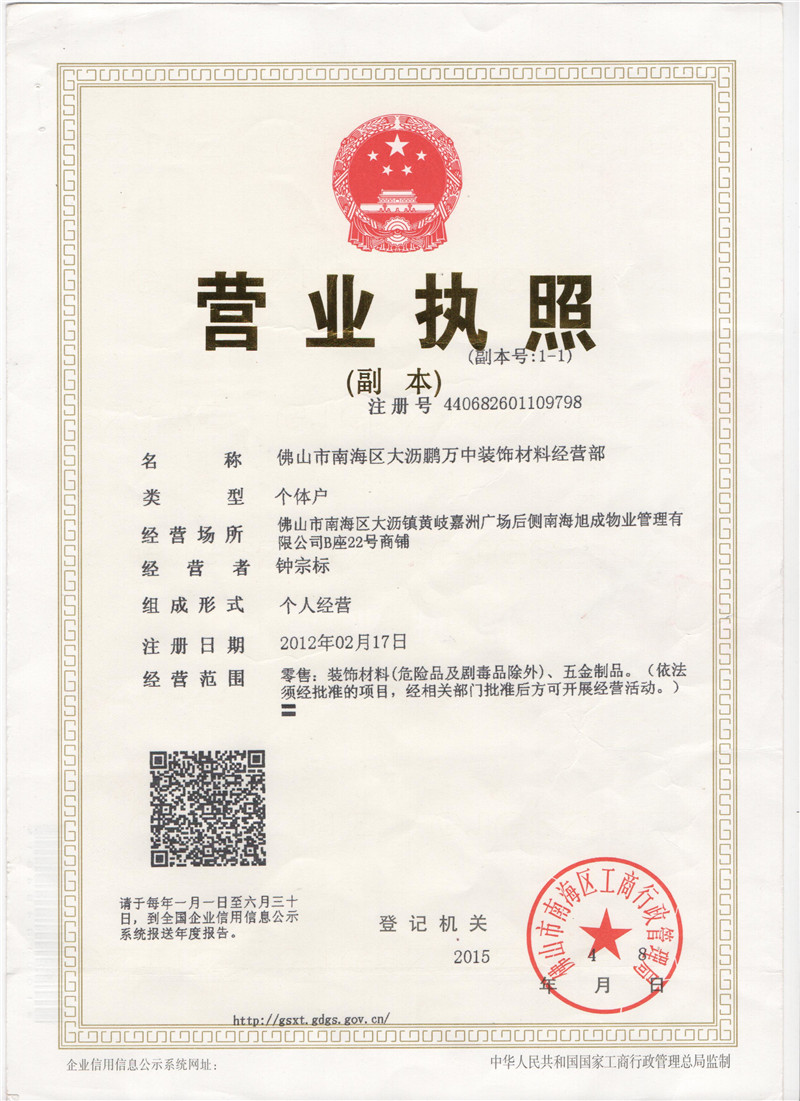 营业执照
(副本号:1-1)
(副 本)
注册号 440682601109798
名 称 佛山市南海区大沥鹏万中装饰材料经营部
类 型 个体户
经营场所 佛山市南海区大沥镇黄岐嘉洲广场后侧南海旭成物业管理有
限公司B座22号商铺
经 营 者 钟宗标
组成形式 个人经营
注册日期 2012年02月17日
经营范围 零售：装饰材料(危险品及剧毒品除外)、五金制品。（依法
须经批准的项目，经相关部门批准后方可开展经营活动。）
〓
请于每年一月一日至六月三十
日，到全国企业信用信息公示
系统报送年度报告。
登记机关
佛山市南海区工商行政管理局
2015 4 8
年 月 日
http://gsxt.gdgs.gov.cn/
企业信用信息公示系统网址：
中华人民共和国国家工商行政管理总局监制